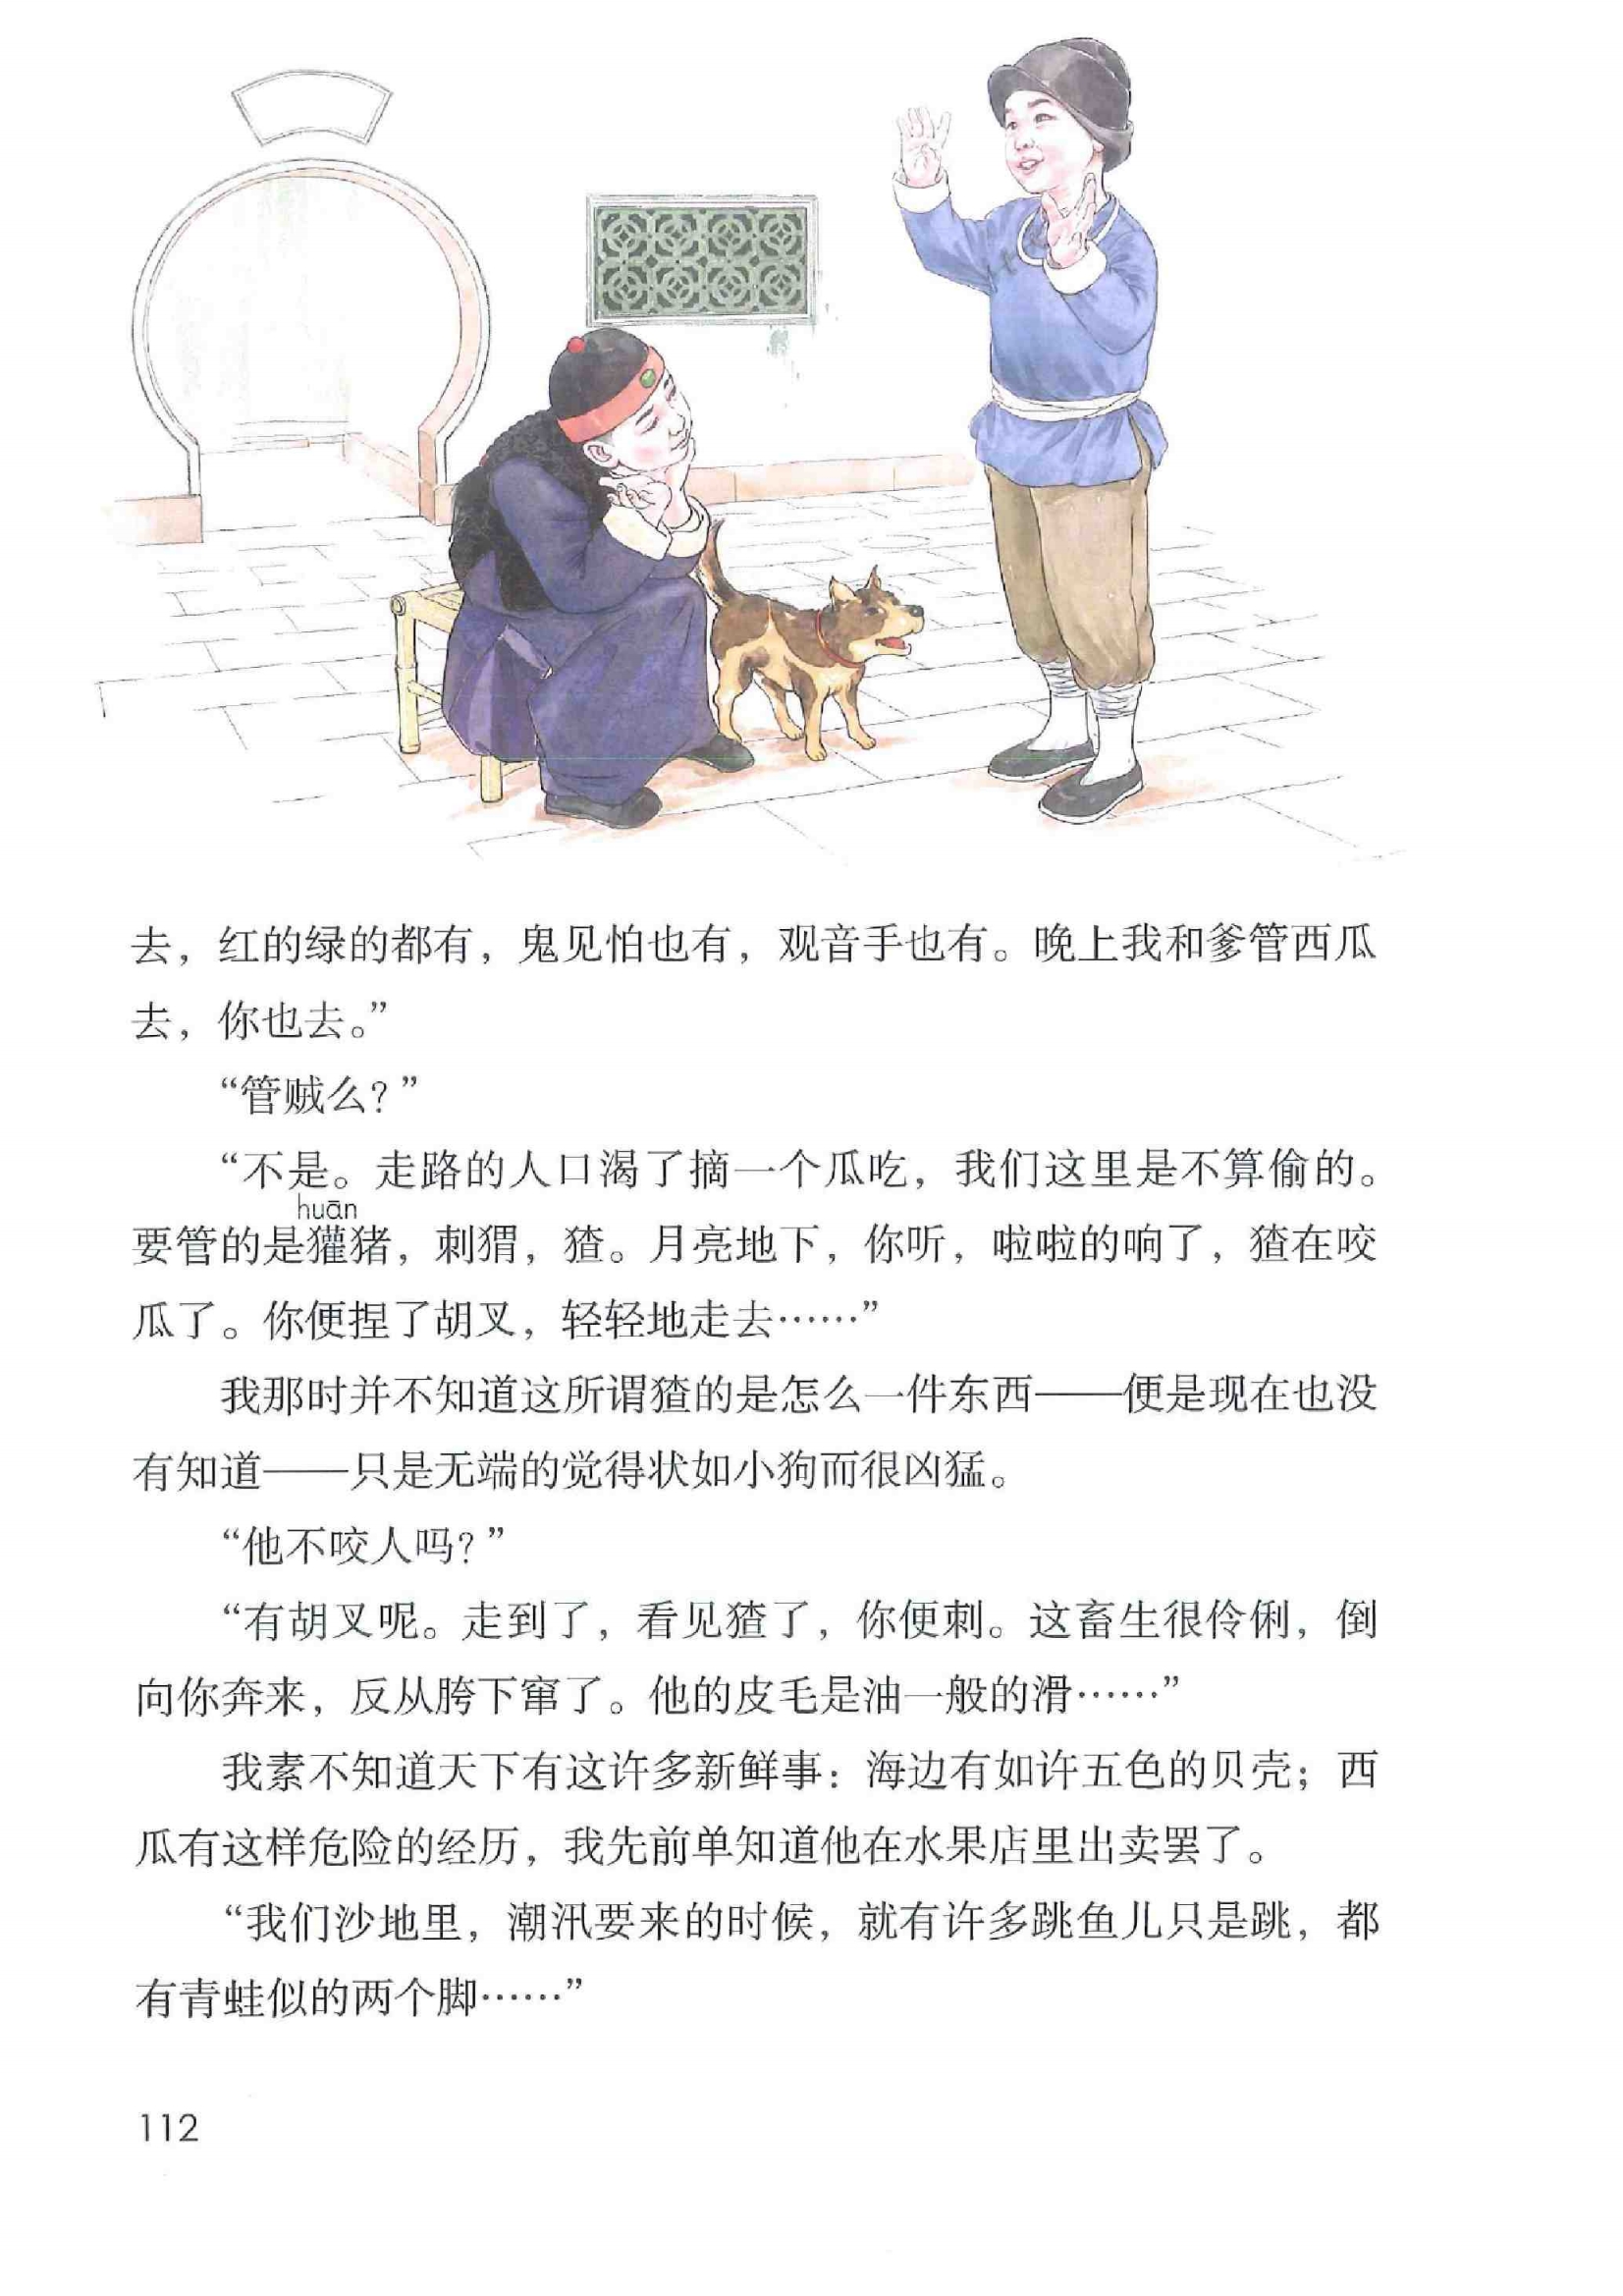 去，红的绿的都有，鬼见怕也有，观音手也有。晚上我和爹管西瓜
去，你也去。”
“管贼么？”
“不是。走路的人口渴了摘一个瓜吃，我们这里是不算偷的。
huān
要管的是獾猪，刺猬，猹。月亮地下，你听，啦啦的响了，猹在咬
瓜了。你便捏了胡叉，轻轻地走去……”
我那时并不知道这所谓猹的是怎么一件东西——便是现在也没
有知道——只是无端的觉得状如小狗而很凶猛。
“他不咬人吗？”
“有胡叉呢。走到了，看见猹了，你便刺。这畜生很伶俐，倒
向你奔来，反从胯下窜了。他的皮毛是油一般的滑……”
我素不知道天下有这许多新鲜事：海边有如许五色的贝壳；西
瓜有这样危险的经历，我先前单知道他在水果店里出卖罢了。
“我们沙地里，潮汛要来的时候，就有许多跳鱼儿只是跳，都
有青蛙似的两个脚……”
112